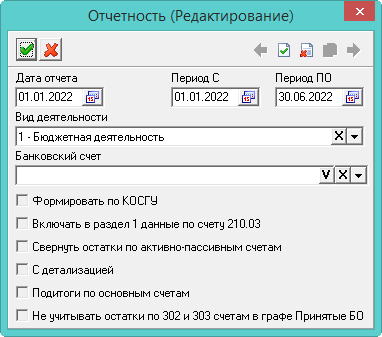 Отчетность (Редактирование)
Дата отчета Период С Период ПО
01.01.2022 01.01.2022 30.06.2022
Вид деятельности
1 - Бюджетная деятельность
Банковский счет
Формировать по КОСГУ
Включать в раздел 1 данные по счету 210.03
Свернуть остатки по активно-пассивным счетам
С детализацией
Подитоги по основным счетам
Не учитывать остатки по 302 и 303 счетам в графе Принятые БО